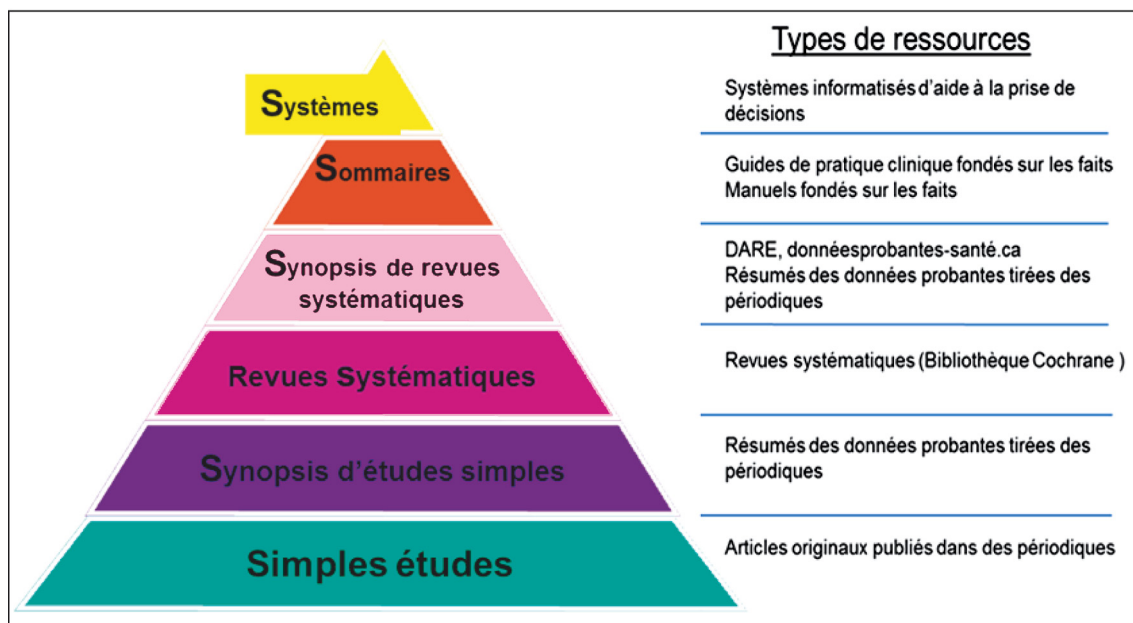 Types de ressources
Systèmes
Systèmes informatisés d'aide à la prise de
décisions
Sommaires
Guides de pratique clinique fondés sur les faits
Manuels fondés sur les faits
Synopsis de revues
systématiques
DARE, donnéesprobantes-santé.ca
Résumés des données probantes tirées des
périodiques
Revues systématiques
Revues systématiques (Bibliothèque Cochrane )
Synopsis d'études simples
Résumés des données probantes tirées des
périodiques
Simples études
Articles originaux publiés dans des périodiques